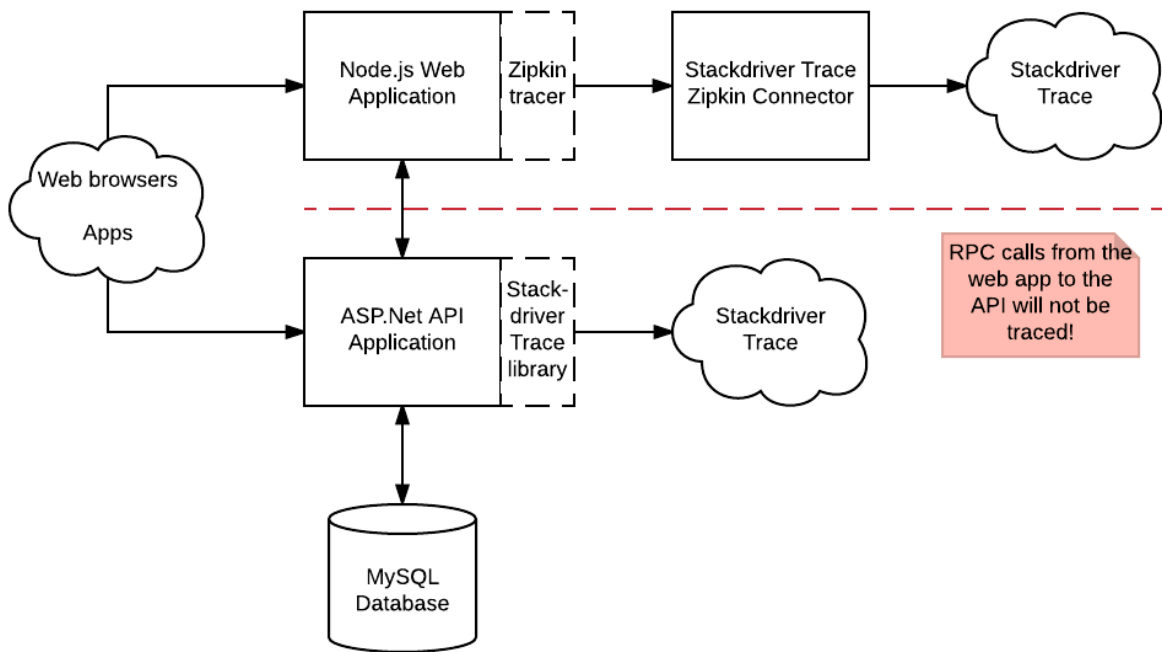 Node.js Web
Application
Zipkin
tracer
Stackdriver Trace
Zipkin Connector
Stackdriver
Trace
Web browsers
Apps
RPC calls from the
web app to the
API will not be
traced!
ASP.Net API
Application
Stack-
driver
Trace
library
Stackdriver
Trace
MySQL
Database